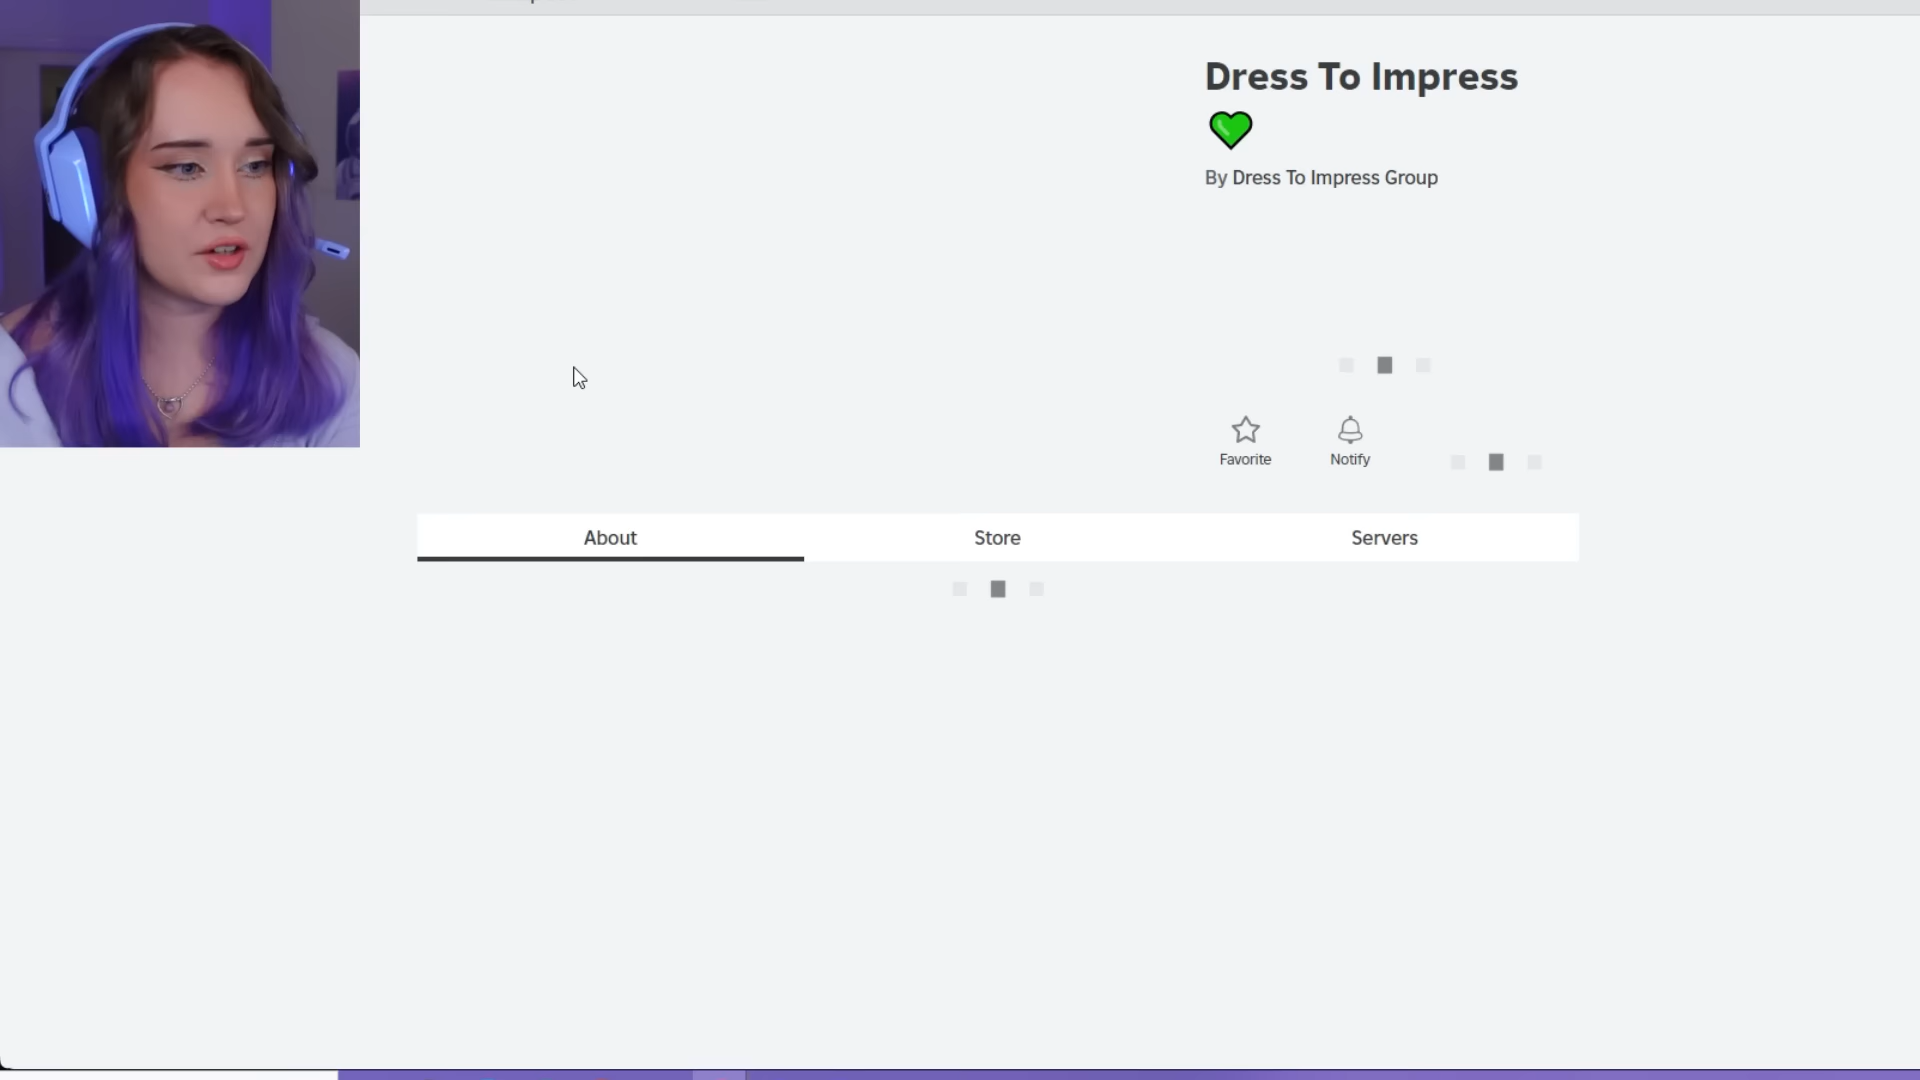 Dress To Impress
💚
By Dress To Impress Group
Favorite
Notify
About
Store
Servers